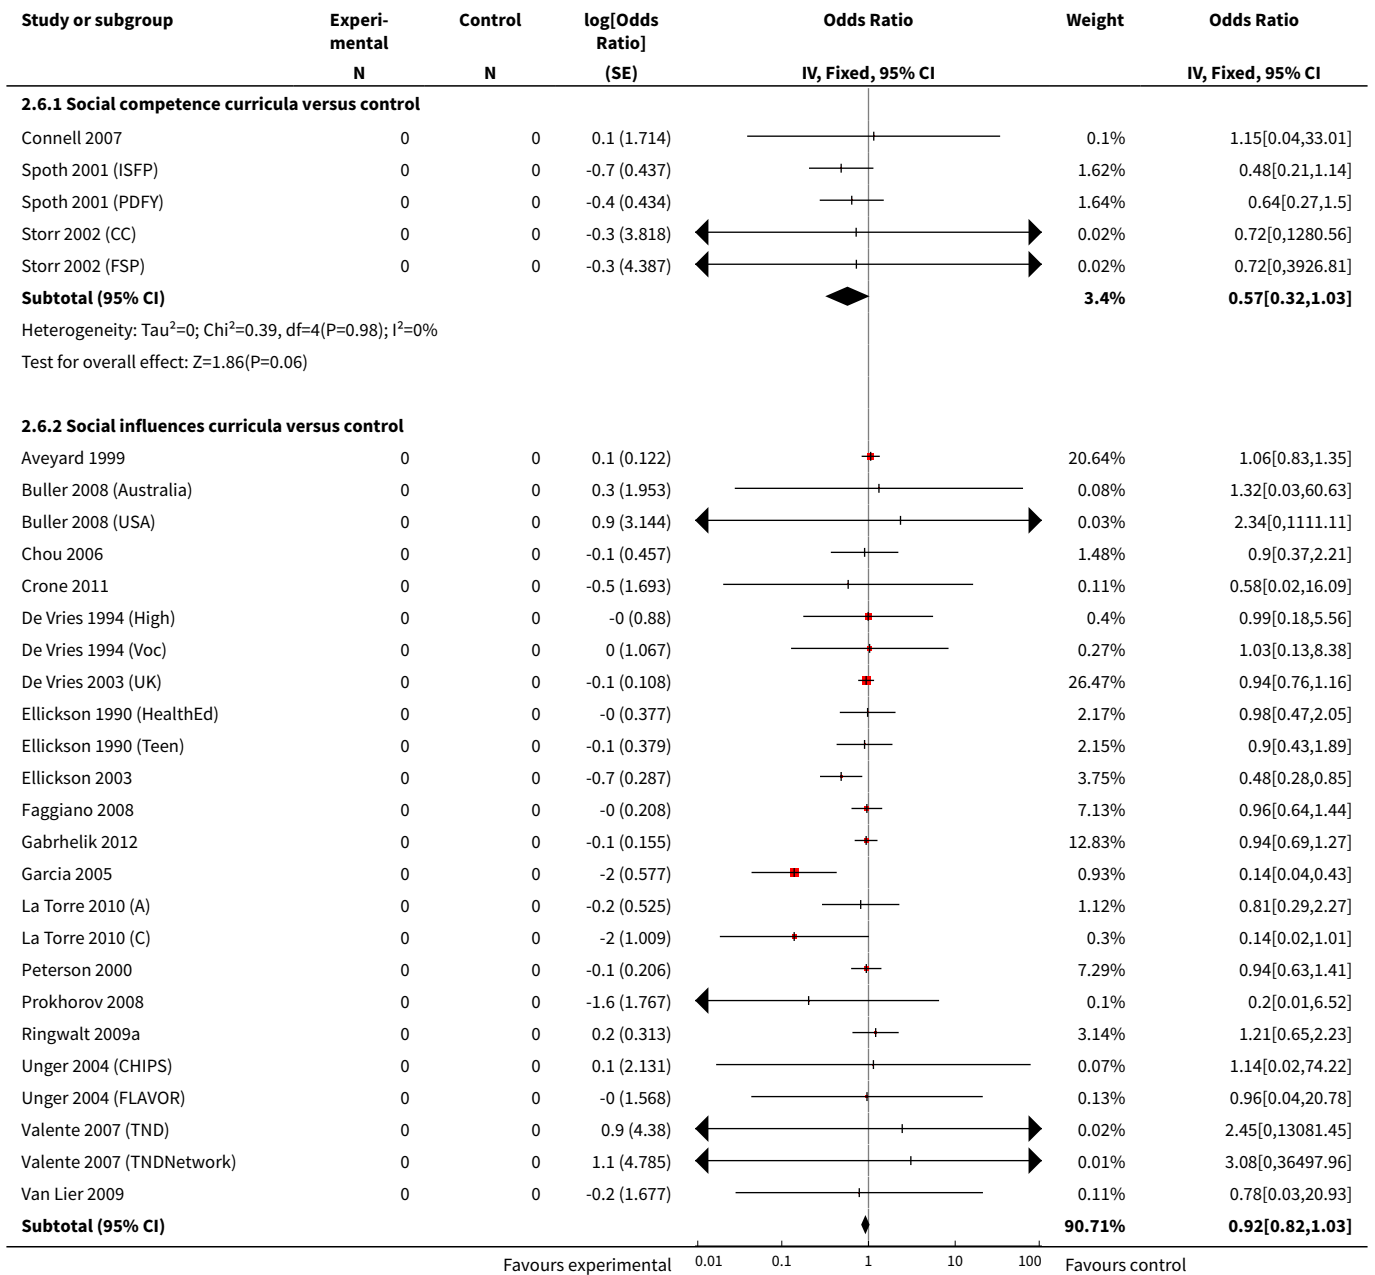 Study or subgroup Experi- Control log[Odds Odds Ratio Weight Odds Ratio
mental Ratio]
N N (SE) IV, Fixed, 95% CI IV, Fixed, 95% CI
2.6.1 Social competence curricula versus control
Connell 2007 0 0 0.1 (1.714) 0.1% 1.15[0.04,33.01]
Spoth 2001 (ISFP) 0 0 -0.7 (0.437) 1.62% 0.48[0.21,1.14]
Spoth 2001 (PDFY) 0 0 -0.4 (0.434) 1.64% 0.64[0.27,1.5]
Storr 2002 (CC) 0 0 -0.3 (3.818) 0.02% 0.72[0,1280.56]
Storr 2002 (FSP) 0 0 -0.3 (4.387) 0.02% 0.72[0,3926.81]
Subtotal (95% CI) 3.4% 0.57[0.32,1.03]
Heterogeneity: Tau²=0; Chi²=0.39, df=4(P=0.98); I²=0%
Test for overall effect: Z=1.86(P=0.06)
2.6.2 Social influences curricula versus control
Aveyard 1999 0 0 0.1 (0.122) 20.64% 1.06[0.83,1.35]
Buller 2008 (Australia) 0 0 0.3 (1.953) 0.08% 1.32[0.03,60.63]
Buller 2008 (USA) 0 0 0.9 (3.144) 0.03% 2.34[0,1111.11]
Chou 2006 0 0 -0.1 (0.457) 1.48% 0.9[0.37,2.21]
Crone 2011 0 0 -0.5 (1.693) 0.11% 0.58[0.02,16.09]
De Vries 1994 (High) 0 0 -0 (0.88) 0.4% 0.99[0.18,5.56]
De Vries 1994 (Voc) 0 0 0 (1.067) 0.27% 1.03[0.13,8.38]
De Vries 2003 (UK) 0 0 -0.1 (0.108) 26.47% 0.94[0.76,1.16]
Ellickson 1990 (HealthEd) 0 0 -0 (0.377) 2.17% 0.98[0.47,2.05]
Ellickson 1990 (Teen) 0 0 -0.1 (0.379) 2.15% 0.9[0.43,1.89]
Ellickson 2003 0 0 -0.7 (0.287) 3.75% 0.48[0.28,0.85]
Faggiano 2008 0 0 -0 (0.208) 7.13% 0.96[0.64,1.44]
Gabrhelik 2012 0 0 -0.1 (0.155) 12.83% 0.94[0.69,1.27]
Garcia 2005 0 0 -2 (0.577) 0.93% 0.14[0.04,0.43]
La Torre 2010 (A) 0 0 -0.2 (0.525) 1.12% 0.81[0.29,2.27]
La Torre 2010 (C) 0 0 -2 (1.009) 0.3% 0.14[0.02,1.01]
Peterson 2000 0 0 -0.1 (0.206) 7.29% 0.94[0.63,1.41]
Prokhorov 2008 0 0 -1.6 (1.767) 0.1% 0.2[0.01,6.52]
Ringwalt 2009a 0 0 0.2 (0.313) 3.14% 1.21[0.65,2.23]
Unger 2004 (CHIPS) 0 0 0.1 (2.131) 0.07% 1.14[0.02,74.22]
Unger 2004 (FLAVOR) 0 0 -0 (1.568) 0.13% 0.96[0.04,20.78]
Valente 2007 (TND) 0 0 0.9 (4.38) 0.02% 2.45[0,13081.45]
Valente 2007 (TNDNetwork) 0 0 1.1 (4.785) 0.01% 3.08[0,36497.96]
Van Lier 2009 0 0 -0.2 (1.677) 0.11% 0.78[0.03,20.93]
Subtotal (95% CI) 90.71% 0.92[0.82,1.03]
Favours experimental 0.01 0.1 1 10 100 Favours control